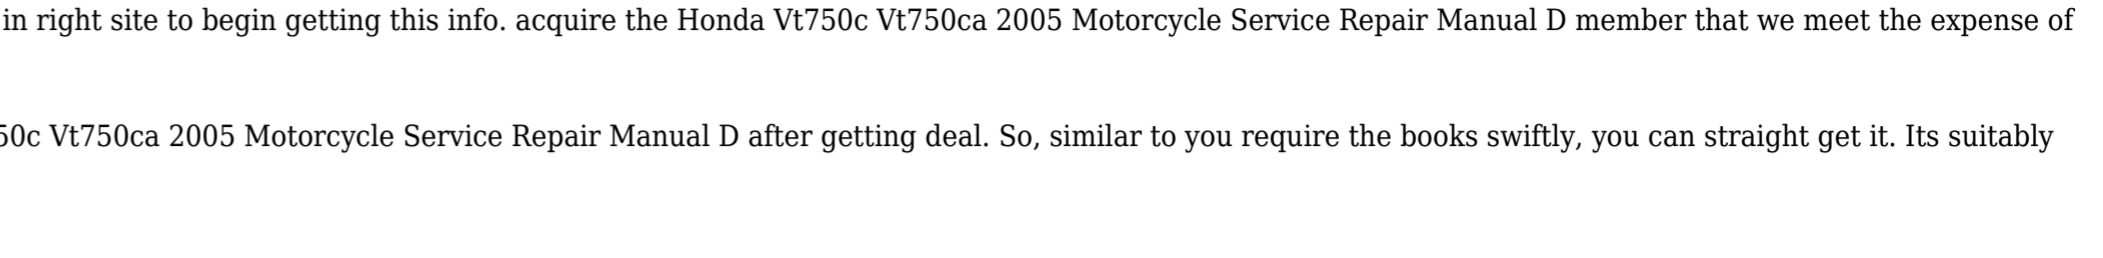 in right site to begin getting this info. acquire the Honda Vt750c Vt750ca 2005 Motorcycle Service Repair Manual D member that we meet the expense of
50c Vt750ca 2005 Motorcycle Service Repair Manual D after getting deal. So, similar to you require the books swiftly, you can straight get it. Its suitably